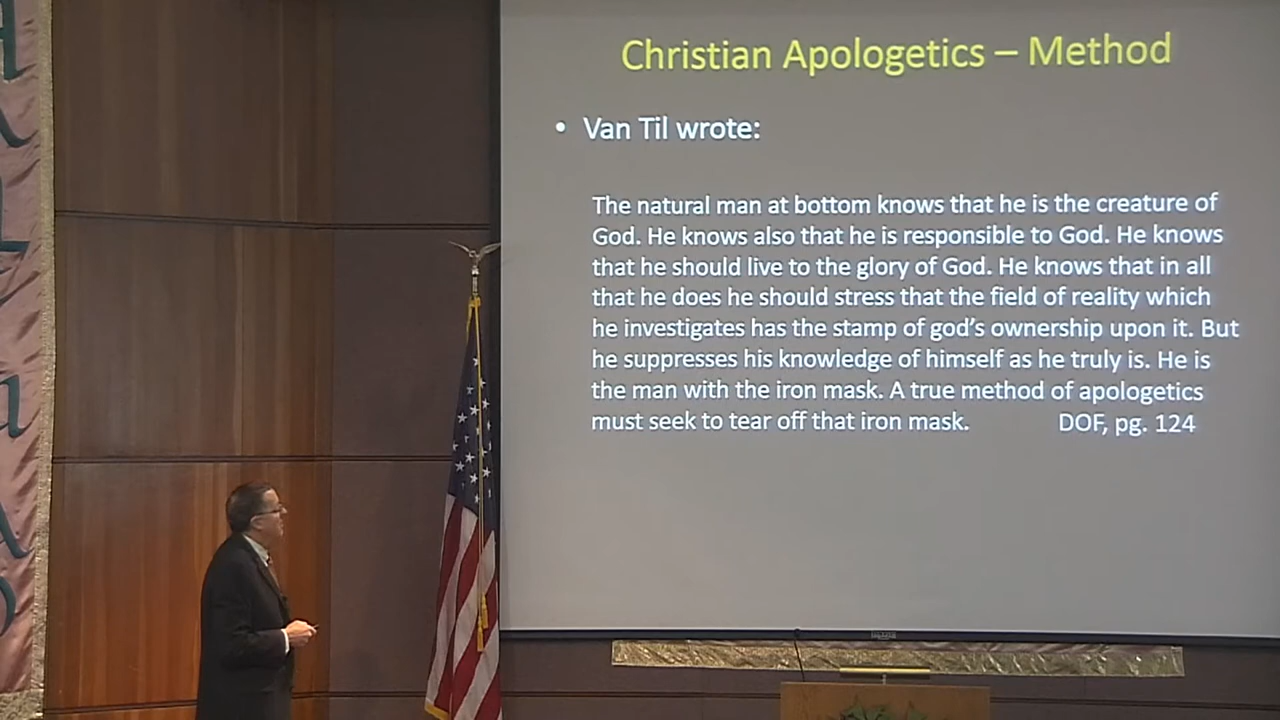 Christian Apologetics – Method
• Van Til wrote:
The natural man at bottom knows that he is the creature of
God. He knows also that he is responsible to God. He knows
that he should live to the glory of God. He knows that in all
that he does he should stress that the field of reality which
he investigates has the stamp of god's ownership upon it. But
he suppresses his knowledge of himself as he truly is. He is
the man with the iron mask. A true method of apologetics
must seek to tear off that iron mask. DOF, pg. 124